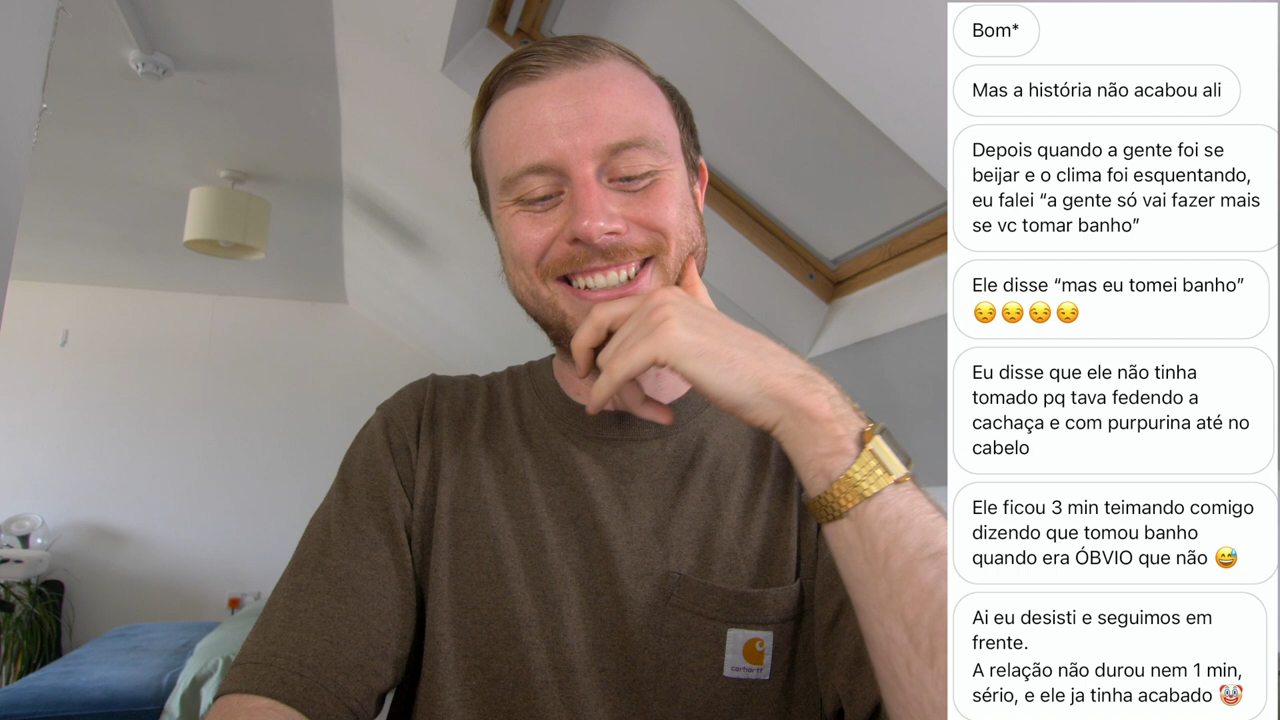 Bom*
Mas a história não acabou ali
Depois quando a gente foi se
beijar e o clima foi esquentando,
eu falei “a gente só vai fazer mais
se vc tomar banho”
Ele disse “mas eu tomei banho”
😒😒😒😒
Eu disse que ele não tinha
tomado pq tava fedendo a
cachaça e com purpurina até no
cabelo
Ele ficou 3 min teimando comigo
dizendo que tomou banho
quando era ÓBVIO que não 😅
Ai eu desisti e seguimos em
frente.
A relação não durou nem 1 min,
sério, e ele ja tinha acabado 🤡
carhartt